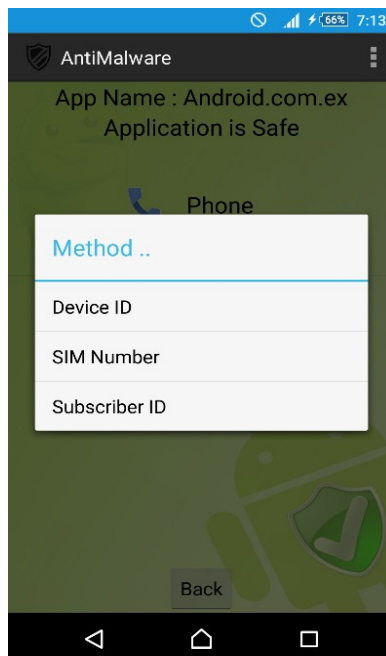 66% 7:13
AntiMalware
App Name : Android.com.ex
Application is Safe
Phone
Method ..
Device ID
SIM Number
Subscriber ID
Back